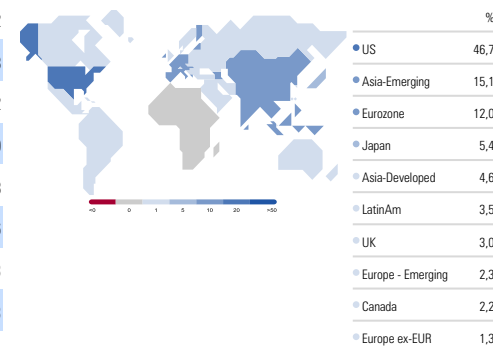 %
US 46,7
Asia-Emerging 15,1
Eurozone 12,0
Japan 5,4
Asia-Developed 4,6
LatinAm 3,5
UK 3,0
Europe - Emerging 2,3
Canada 2,2
Europe ex-EUR 1,3
<0 0 1 5 10 20 >50